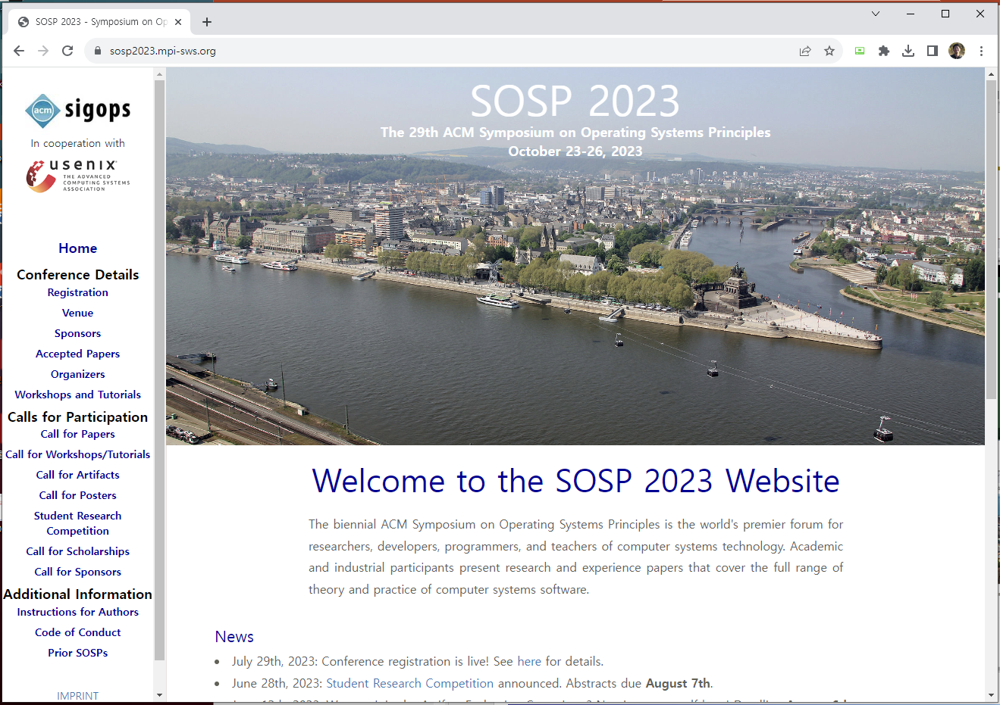 SOSP 2023 - Symposium on Op
sosp2023.mpi-sws.org
acm sigops
In cooperation with
usenix
THE ADVANCED
COMPUTING SYSTEMS
ASSOCIATION
Home
Conference Details
Registration
Venue
Sponsors
Accepted Papers
Organizers
Workshops and Tutorials
Calls for Participation
Call for Papers
Call for Workshops/Tutorials
Call for Artifacts
Call for Posters
Student Research
Competition
Call for Scholarships
Call for Sponsors
Additional Information
Instructions for Authors
Code of Conduct
Prior SOSPs
IMPRINT
SOSP 2023
The 29th ACM Symposium on Operating Systems Principles
October 23-26, 2023
Welcome to the SOSP 2023 Website
The biennial ACM Symposium on Operating Systems Principles is the world's premier forum for
researchers, developers, programmers, and teachers of computer systems technology. Academic
and industrial participants present research and experience papers that cover the full range of
theory and practice of computer systems software.
News
• July 29th, 2023: Conference registration is live! See here for details.
• June 28th, 2023: Student Research Competition announced. Abstracts due August 7th.